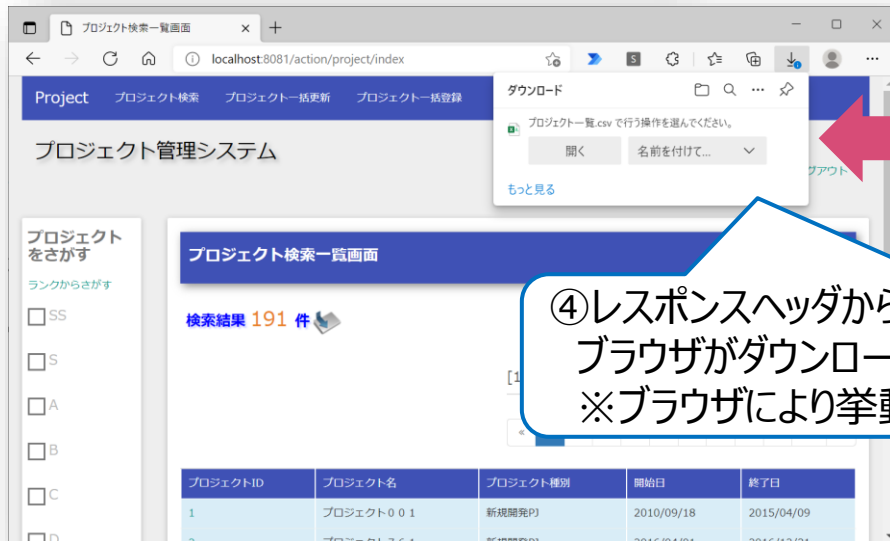 プロジェクト検索一覧画面
localhost:8081/action/project/index
Project プロジェクト検索 プロジェクト一括更新 プロジェクト一括登録
ダウンロード
プロジェクト一覧.csv で行う操作を選んでください。
開く 名前を付けて...
もっと見る
プロジェクト管理システム
グアウト
プロジェクト
をさがす
ランクからさがす
SS
S
A
B
C
D
プロジェクト検索一覧画面
検索結果 191 件
④レスポンスヘッダから
ブラウザがダウンロー
※ブラウザにより挙動
[1
«
プロジェクトID プロジェクト名 プロジェクト種別 開始日 終了日
1 プロジェクト００１ 新規開発PJ 2010/09/18 2015/04/09